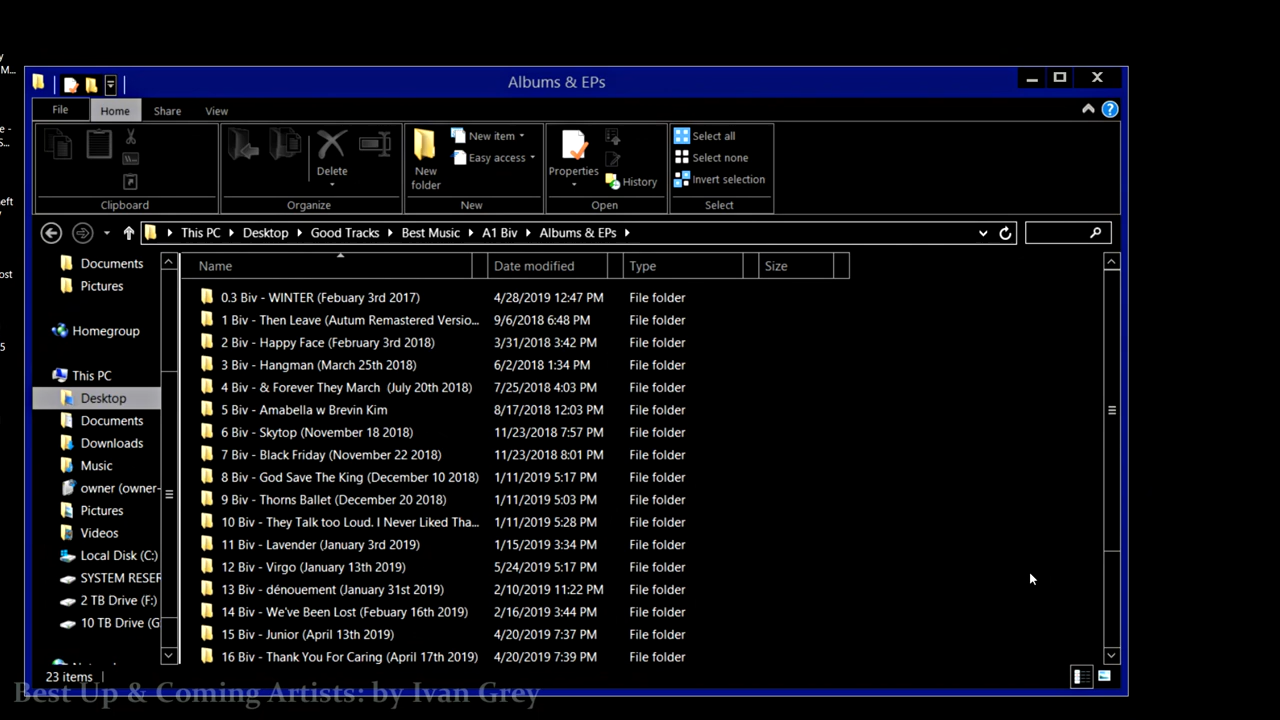 Albums & EPs
File Home Share View
Delete
New folder
New item
Easy access
Properties
History
Select all
Select none
Invert selection
Clipboard Organize New Open Select
This PC Desktop Good Tracks Best Music A1 Biv Albums & EPs
Name Date modified Type Size
Documents
Pictures
Homegroup
This PC
Desktop
Documents
Downloads
Music
owner (owner-
Pictures
Videos
Local Disk (C:)
SYSTEM RESER
2 TB Drive (F:)
10 TB Drive (G
0.3 Biv - WINTER (Febuary 3rd 2017) 4/28/2019 12:47 PM File folder
1 Biv - Then Leave (Autum Remastered Versio... 9/6/2018 6:48 PM File folder
2 Biv - Happy Face (February 3rd 2018) 3/31/2018 3:42 PM File folder
3 Biv - Hangman (March 25th 2018) 6/2/2018 1:34 PM File folder
4 Biv - & Forever They March (July 20th 2018) 7/25/2018 4:03 PM File folder
5 Biv - Amabella w Brevin Kim 8/17/2018 12:03 PM File folder
6 Biv - Skytop (November 18 2018) 11/23/2018 7:57 PM File folder
7 Biv - Black Friday (November 22 2018) 11/23/2018 8:01 PM File folder
8 Biv - God Save The King (December 10 2018) 1/11/2019 5:17 PM File folder
9 Biv - Thorns Ballet (December 20 2018) 1/11/2019 5:03 PM File folder
10 Biv - They Talk too Loud. I Never Liked Tha... 1/11/2019 5:28 PM File folder
11 Biv - Lavender (January 3rd 2019) 1/15/2019 3:34 PM File folder
12 Biv - Virgo (January 13th 2019) 5/24/2019 5:17 PM File folder
13 Biv - dénouement (January 31st 2019) 2/10/2019 11:22 PM File folder
14 Biv - We've Been Lost (Febuary 16th 2019) 2/16/2019 3:44 PM File folder
15 Biv - Junior (April 13th 2019) 4/20/2019 7:37 PM File folder
16 Biv - Thank You For Caring (April 17th 2019) 4/20/2019 7:39 PM File folder
23 items
Best Up & Coming Artists: by Ivan Grey